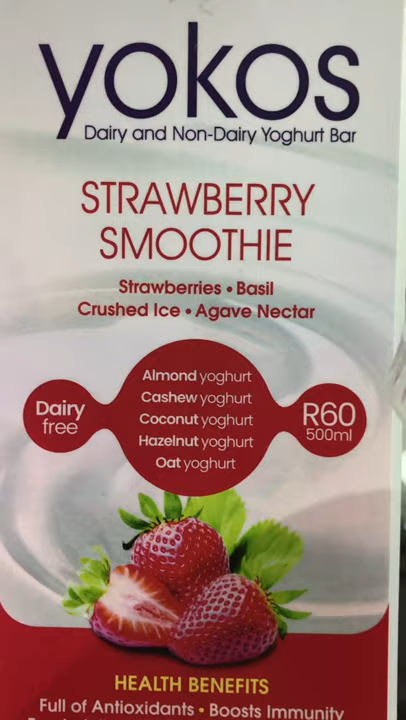 yokos
Dairy and Non-Dairy Yoghurt Bar
STRAWBERRY
SMOOTHIE
Strawberries • Basil
Crushed Ice • Agave Nectar
Almond yoghurt
Cashew yoghurt
Coconut yoghurt
Hazelnut yoghurt
Oat yoghurt
Dairy
free
R60
500ml
HEALTH BENEFITS
Full of Antioxidants • Boosts Immunity